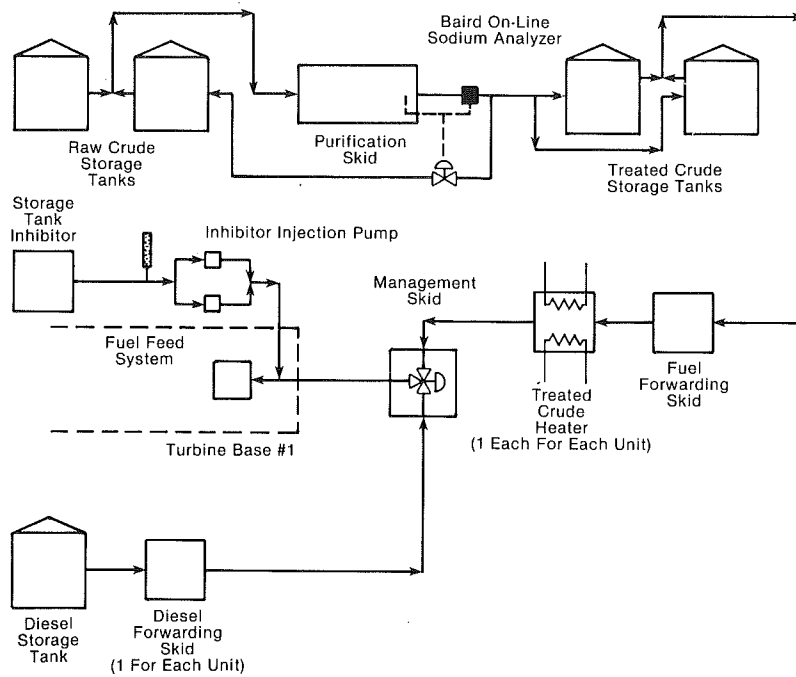 Baird On-Line
Sodium Analyzer
Raw Crude
Storage
Tanks
Purification
Skid
Treated Crude
Storage Tanks
Storage
Tank
Inhibitor
Inhibitor Injection Pump
Management
Skid
Fuel Feed
System
Turbine Base #1
Treated
Crude
Heater
(1 Each For Each Unit)
Fuel
Forwarding
Skid
Diesel
Storage
Tank
Diesel
Forwarding
Skid
(1 For Each Unit)